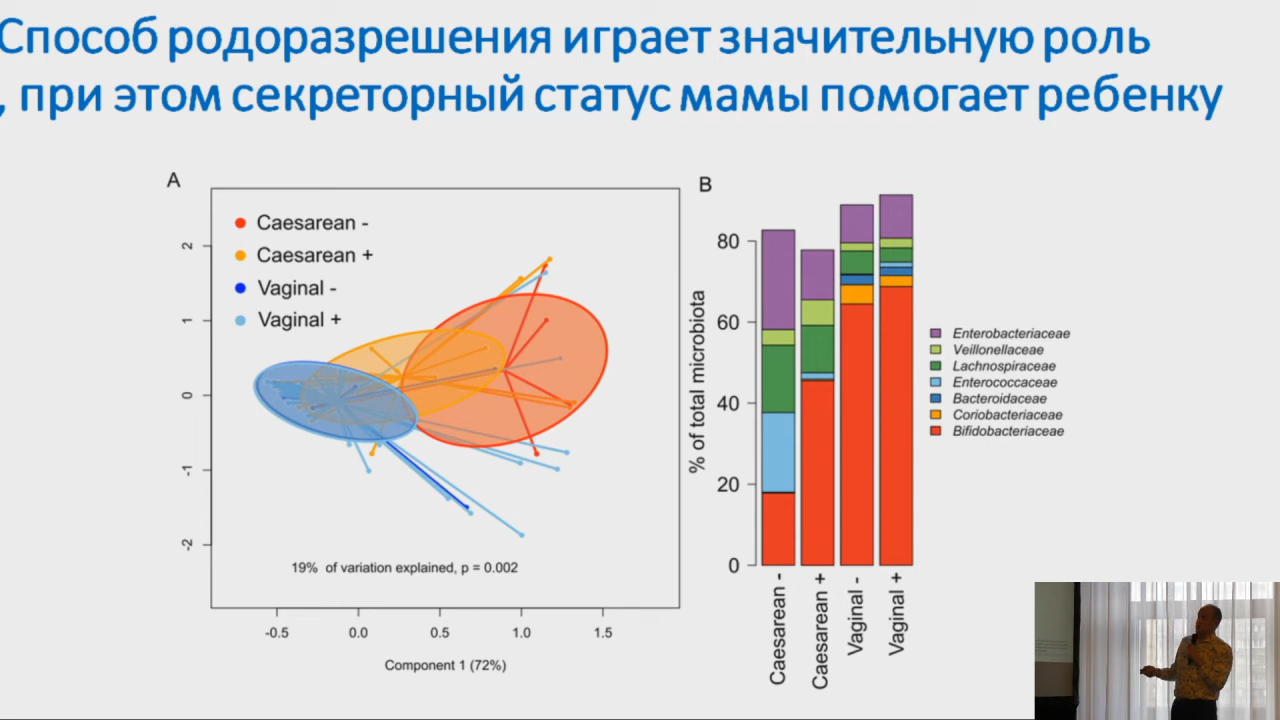 Способ родоразрешения играет значительную роль
, при этом секреторный статус мамы помогает ребенку
A
Caesarean -
Caesarean +
Vaginal -
Vaginal +
2
1
0
-1
-2
19% of variation explained, p = 0.002
-0.5
0.0
0.5
1.0
1.5
Component 1 (72%)
B
% of total microbiota
80
60
40
20
0
Caesarean -
Caesarean +
Vaginal -
Vaginal +
Enterobacteriaceae
Veillonellaceae
Lachnospiraceae
Enterococcaceae
Bacteroidaceae
Coriobacteriaceae
Bifidobacteriaceae